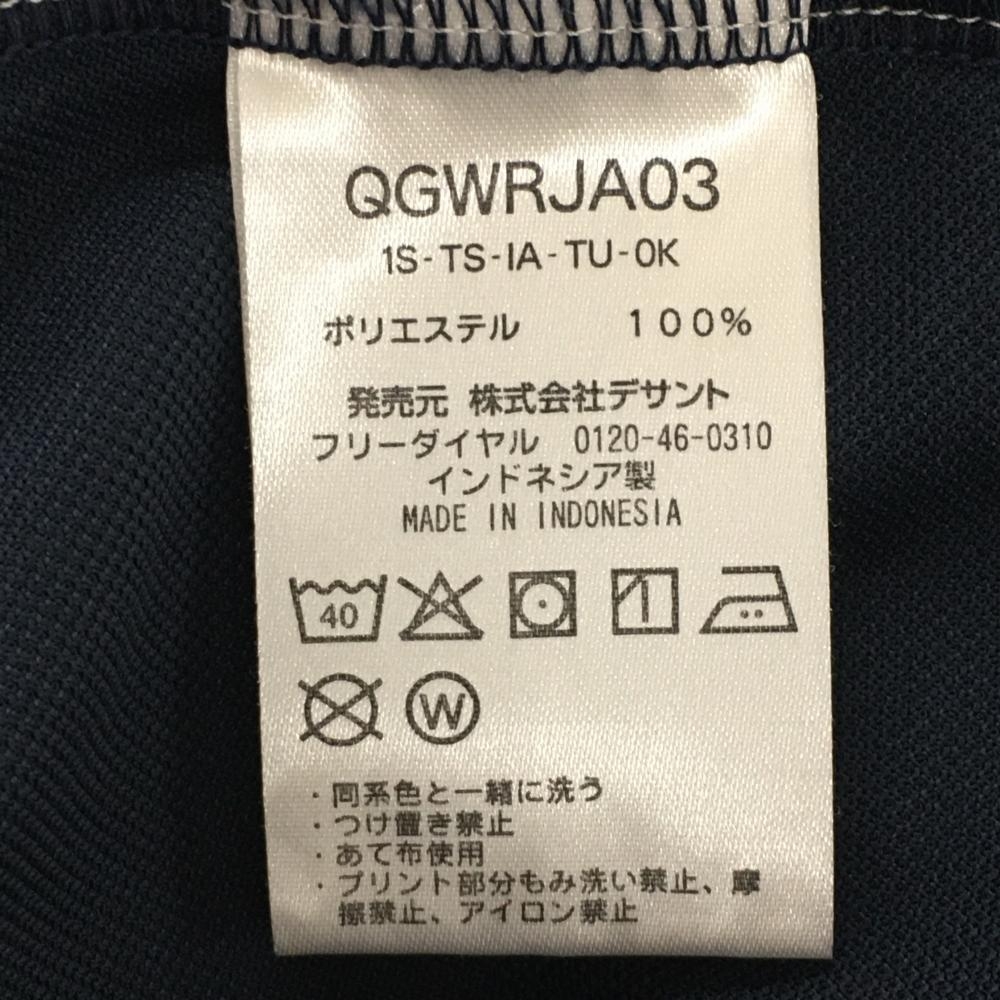 QGWRJA03
1S-TS-IA-TU-OK
ポリエステル 100%
発売元 株式会社デサント
フリーダイヤル 0120-46-0310
インドネシア製
MADE IN INDONESIA
40
W
・同系色と一緒に洗う
・つけ置き禁止
・あて布使用
・プリント部分もみ洗い禁止、摩
擦禁止、アイロン禁止